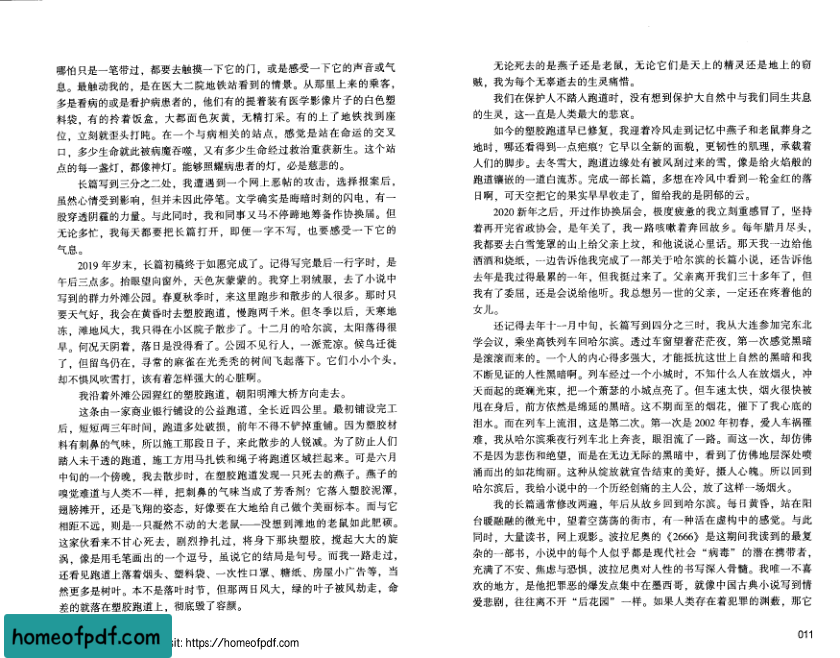 哪怕只是一笔带过，都要去触摸一下它的门，或是感受一下它的声音或气
息。最触动我的，是在医大二院地铁站看到的情景。从那里上来的乘客，
多是看病的或是看护病患者的，他们有的提着装有医学影像片子的白色塑
料袋，有的拎着饭盒，大都面色灰黄，无精打采。有的上了地铁找到座
位，立刻就歪头打盹。在一个与病相关的站点，感觉是站在命运的交叉
口，多少生命就此被病魔吞噬，又有多少生命经过救治重获新生。这个站
点的每一盏灯，都像神灯。能够照耀病患者的灯，必是慈悲的。
长篇写到三分之二处，我遭遇到一个网上恶帖的攻击，选择报案后，
虽然心情受到影响，但并未因此停笔。文学确实是晦暗时刻的闪电，有一
股穿透阴霾的力量。与此同时，我和同事又马不停蹄地筹备作协换届。但
无论多忙，我每天都要把长篇打开，即便一字不写，也要感受一下它的
气息。
2019 年岁末，长篇初稿终于如愿完成了。记得写完最后一行字时，是
午后三点多。抬眼望向窗外，天色灰蒙蒙的。我穿上羽绒服，去了小说中
写到的群力外滩公园。春夏秋季时，来这里跑步和散步的人很多。那时只
要天气好，我会在黄昏时去塑胶跑道，慢跑两千米。但冬季以后，天寒地
冻，滩地风大，我只得在小区院子散步了。十二月的哈尔滨，太阳落得很
早。何况天阴着，落日是没得看了。公园不见行人，一派荒凉。候鸟迁徙
了，但留鸟仍在，寻常的麻雀在光秃秃的树间飞起落下。它们小小个头，
却不惧风吹雪打，该有着怎样强大的心脏啊。
我沿着外滩公园猩红的塑胶跑道，朝阳明滩大桥方向走去。
这条由一家商业银行铺设的公益跑道，全长近四公里。最初铺设完工
后，短短两三年时间，跑道多处破损，前年不得不铲掉重铺。因为塑胶材
料有刺鼻的气味，所以施工那段日子，来此散步的人锐减。为了防止人们
踏入未干透的跑道，施工方用马扎铁和绳子将跑道区域拦起来。可是六月
中旬的一个傍晚，我去散步时，在塑胶跑道发现一只死去的燕子。燕子的
嗅觉难道与人类不一样，把刺鼻的气味当成了芳香剂？它落入塑胶泥潭，
翅膀摊开，还是飞翔的姿态，好像要在大地给自己做个美丽标本。而与它
相距不远，则是一只凝然不动的大老鼠——没想到滩地的老鼠如此肥硕。
这家伙看来不甘心死去，剧烈挣扎过，将身下那块塑胶，搅起大大的旋
涡，像是用毛笔画出的一个逗号，虽说它的结局是句号。而我一路走过，
还看见跑道上落着烟头、塑料袋、一次性口罩、糖纸、房屋小广告等，当
然更多是树叶。本不是落叶时节，但那两日风大，绿的叶子被风劫走，命
差的就落在塑胶跑道上，彻底毁了容颜。
homeofpdf.com
sit: https://homeofpdf.com
无论死去的是燕子还是老鼠，无论它们是天上的精灵还是地上的窃
贼，我为每个无辜逝去的生灵痛惜。
我们在保护人不踏入跑道时，没有想到保护大自然中与我们同生共息
的生灵，这一直是人类最大的悲哀。
如今的塑胶跑道早已修复，我迎着冷风走到记忆中燕子和老鼠葬身之
地时，哪还看得到一点疤痕？它早以全新的面貌，更韧性的肌理，承载着
人们的脚步。去冬雪大，跑道边缘处有被风刮过来的雪，像是给火焰般的
跑道镶嵌的一道白流苏。完成一部长篇，多想在冷风中看到一轮金红的落
日啊，可天空把它的果实早早收走了，留给我的是阴郁的云。
2020 新年之后，开过作协换届会，极度疲惫的我立刻重感冒了，坚持
着再开完省政协会，是年关了，我一路咳嗽着奔回故乡。每年腊月尽头，
我都要去白雪笼罩的山上给父亲上坟，和他说说心里话。那天我一边给他
洒酒和烧纸，一边告诉他我完成了一部关于哈尔滨的长篇小说，还告诉他
去年是我过得最累的一年，但我挺过来了。父亲离开我们三十多年了，但
我有了委屈，还是会说给他听。我总想另一世的父亲，一定还在疼着他的
女儿。
还记得去年十一月中旬，长篇写到四分之三时，我从大连参加完东北
学会议，乘坐高铁列车回哈尔滨。透过车窗望着茫茫夜，第一次感觉黑暗
是滚滚而来的。一个人的内心得多强大，才能抵抗这世上自然的黑暗和我
不断见证的人性黑暗啊。列车经过一个小城时，不知什么人在放烟火，冲
天而起的斑斓光束，把一个萧瑟的小城点亮了。但车速太快，烟火很快被
甩在身后，前方依然是绵延的黑暗。这不期而至的烟花，催下了我心底的
泪水。而在列车上流泪，这是第二次。第一次是 2002 年初春，爱人车祸罹
难，我从哈尔滨乘夜行列车北上奔丧，眼泪流了一路。而这一次，却仿佛
不是因为悲伤和绝望，而是在无边无际的黑暗中，看到了仿佛地层深处喷
涌而出的如花绚丽。这种从绽放就宣告结束的美好，摄人心魄。所以回到
哈尔滨后，我给小说中的一个历经创痛的主人公，放了这样一场烟火。
我的长篇通常修改两遍，年后从故乡回到哈尔滨。每日黄昏，站在阳
台暖融融的微光中，望着空荡荡的街市，有一种活在虚构中的感觉。与此
同时，大量读书，网上观影。波拉尼奥的《2666》是这期间我读到的最复
杂的一部书，小说中的每个人似乎都是现代社会“病毒”的潜在携带者，
充满了不安、焦虑与恐惧，波拉尼奥对人性的书写深入骨髓。我唯一不喜
欢的地方，是他把罪恶的爆发点集中在墨西哥，就像中国古典小说写到情
爱悲剧，往往离不开“后花园”一样。如果人类存在着犯罪的渊薮，那它
011